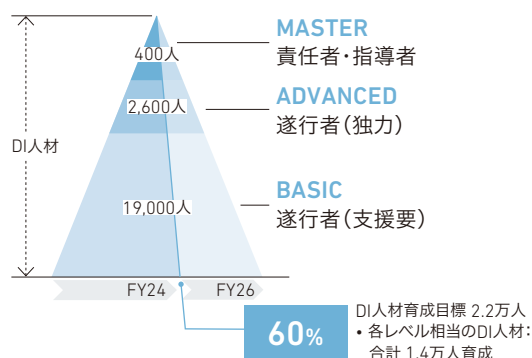 MASTER
責任者・指導者
400人
ADVANCED
遂行者(独力)
2,600人
DI人材
BASIC
遂行者(支援要)
19,000人
FY24
FY26
60%
DI人材育成目標 2.2万人
• 各レベル相当のDI人材:
合計 1.4万人育成